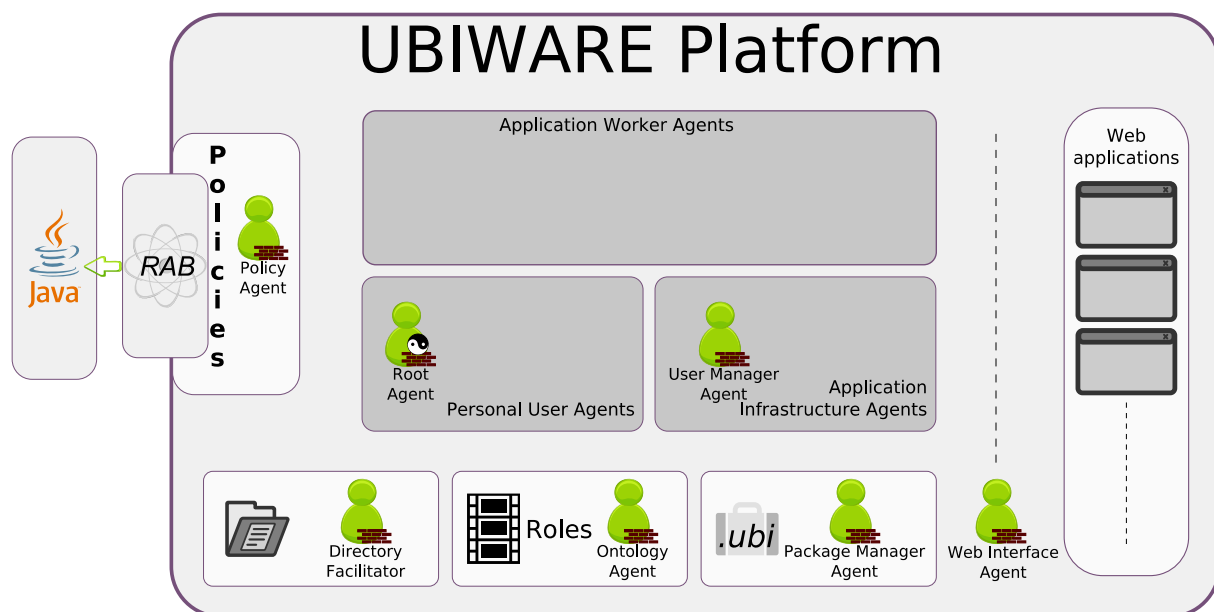 UBIWARE Platform
Java
RAB
Policies
Policy
Agent
Application Worker Agents
Root
Agent
Personal User Agents
User Manager
Agent
Application
Infrastructure Agents
Web
applications
Directory
Facilitator
Roles
Ontology
Agent
.ubi
Package Manager
Agent
Web Interface
Agent